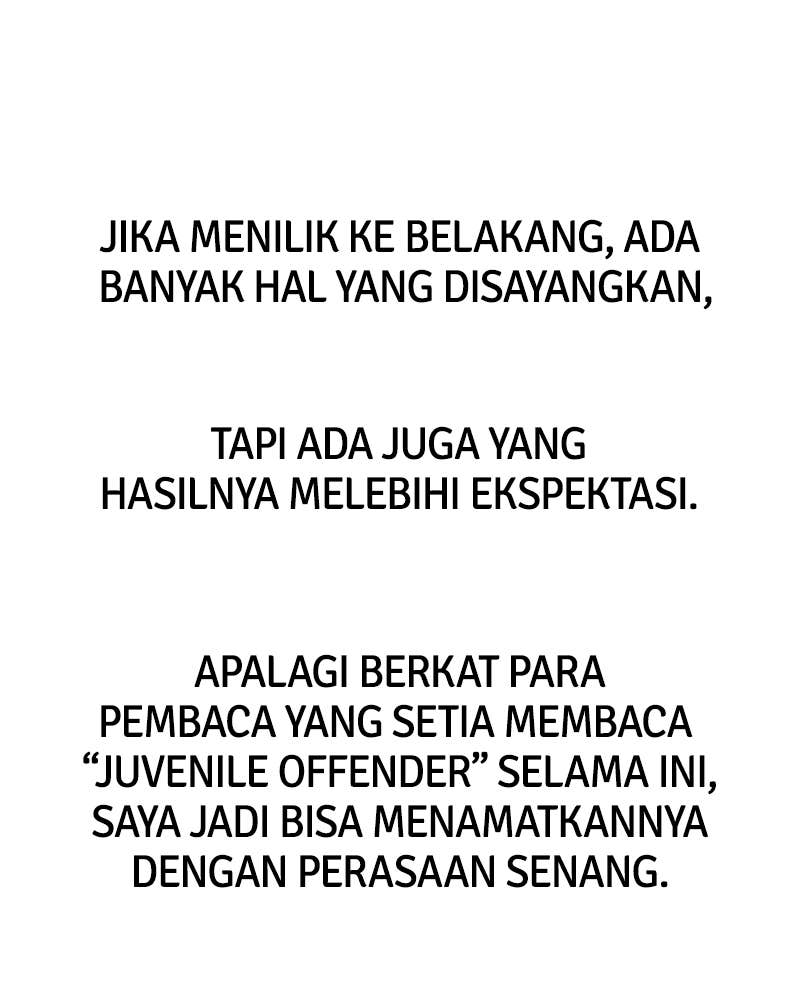 JIKA MENILIK KE BELAKANG, ADA
BANYAK HAL YANG DISAYANGKAN,
TAPI ADA JUGA YANG
HASILNYA MELEBIHI EKSPEKTASI.
APALAGI BERKAT PARA
PEMBACA YANG SETIA MEMBACA
“JUVENILE OFFENDER” SELAMA INI,
SAYA JADI BISA MENAMATKANNYA
DENGAN PERASAAN SENANG.